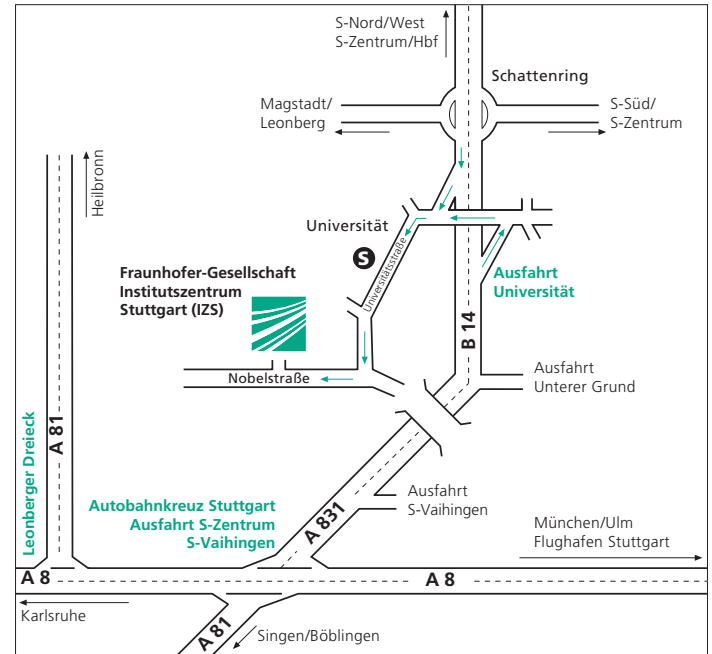 S-Nord/West
S-Zentrum/Hbf
Schattenring
Magstadt/
Leonberg
S-Süd/
S-Zentrum
Heilbronn
Universität
S
Universitätsstraße
Fraunhofer-Gesellschaft
Institutszentrum
Stuttgart (IZS)
Ausfahrt
Universität
B 14
Nobelstraße
Ausfahrt
Unterer Grund
A 81
Leonberger Dreieck
Autobahnkreuz Stuttgart
Ausfahrt S-Zentrum
S-Vaihingen
A 831
Ausfahrt
S-Vaihingen
München/Ulm
Flughafen Stuttgart
A 8
A 8
Karlsruhe
A 81
Singen/Böblingen